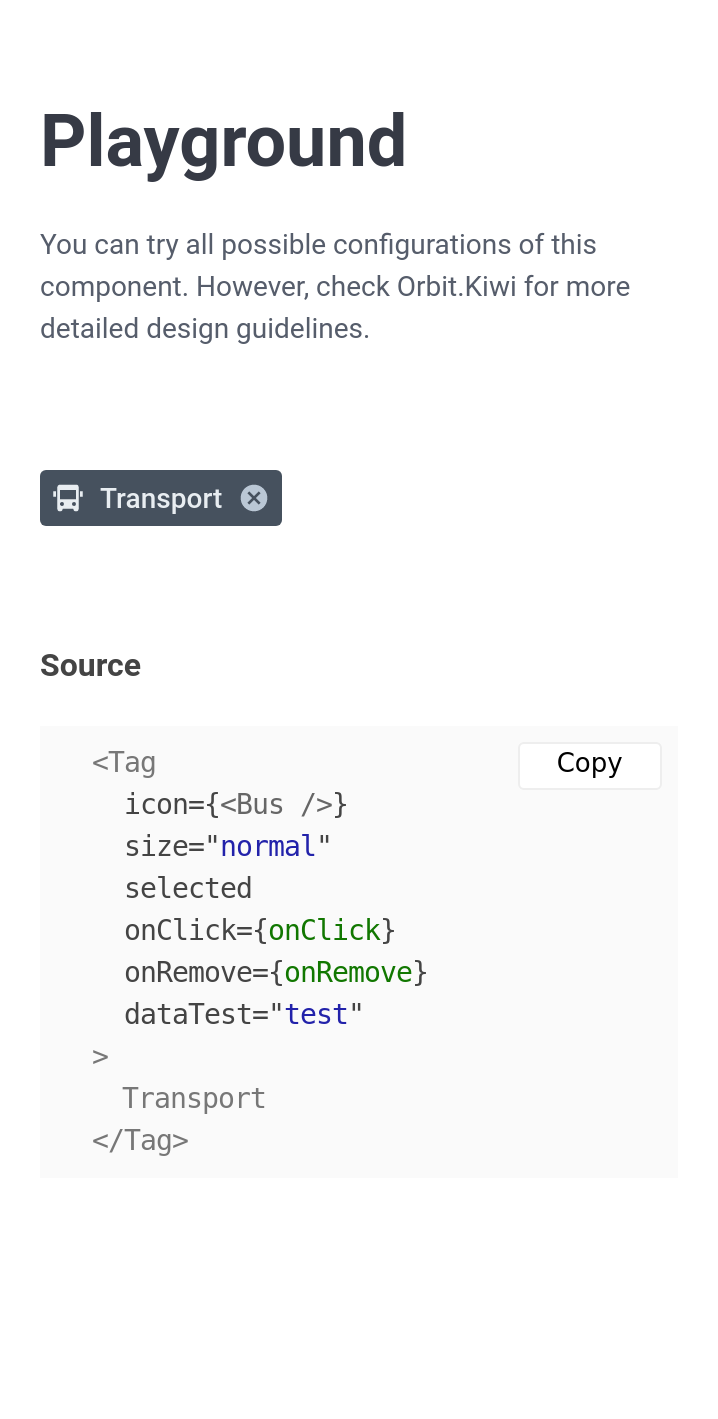 Playground
You can try all possible configurations of this
component. However, check Orbit.Kiwi for more
detailed design guidelines.
Transport
Source
Copy
<Tag
  icon={<Bus />}
  size="normal"
  selected
  onClick={onClick}
  onRemove={onRemove}
  dataTest="test"
>
  Transport
</Tag>